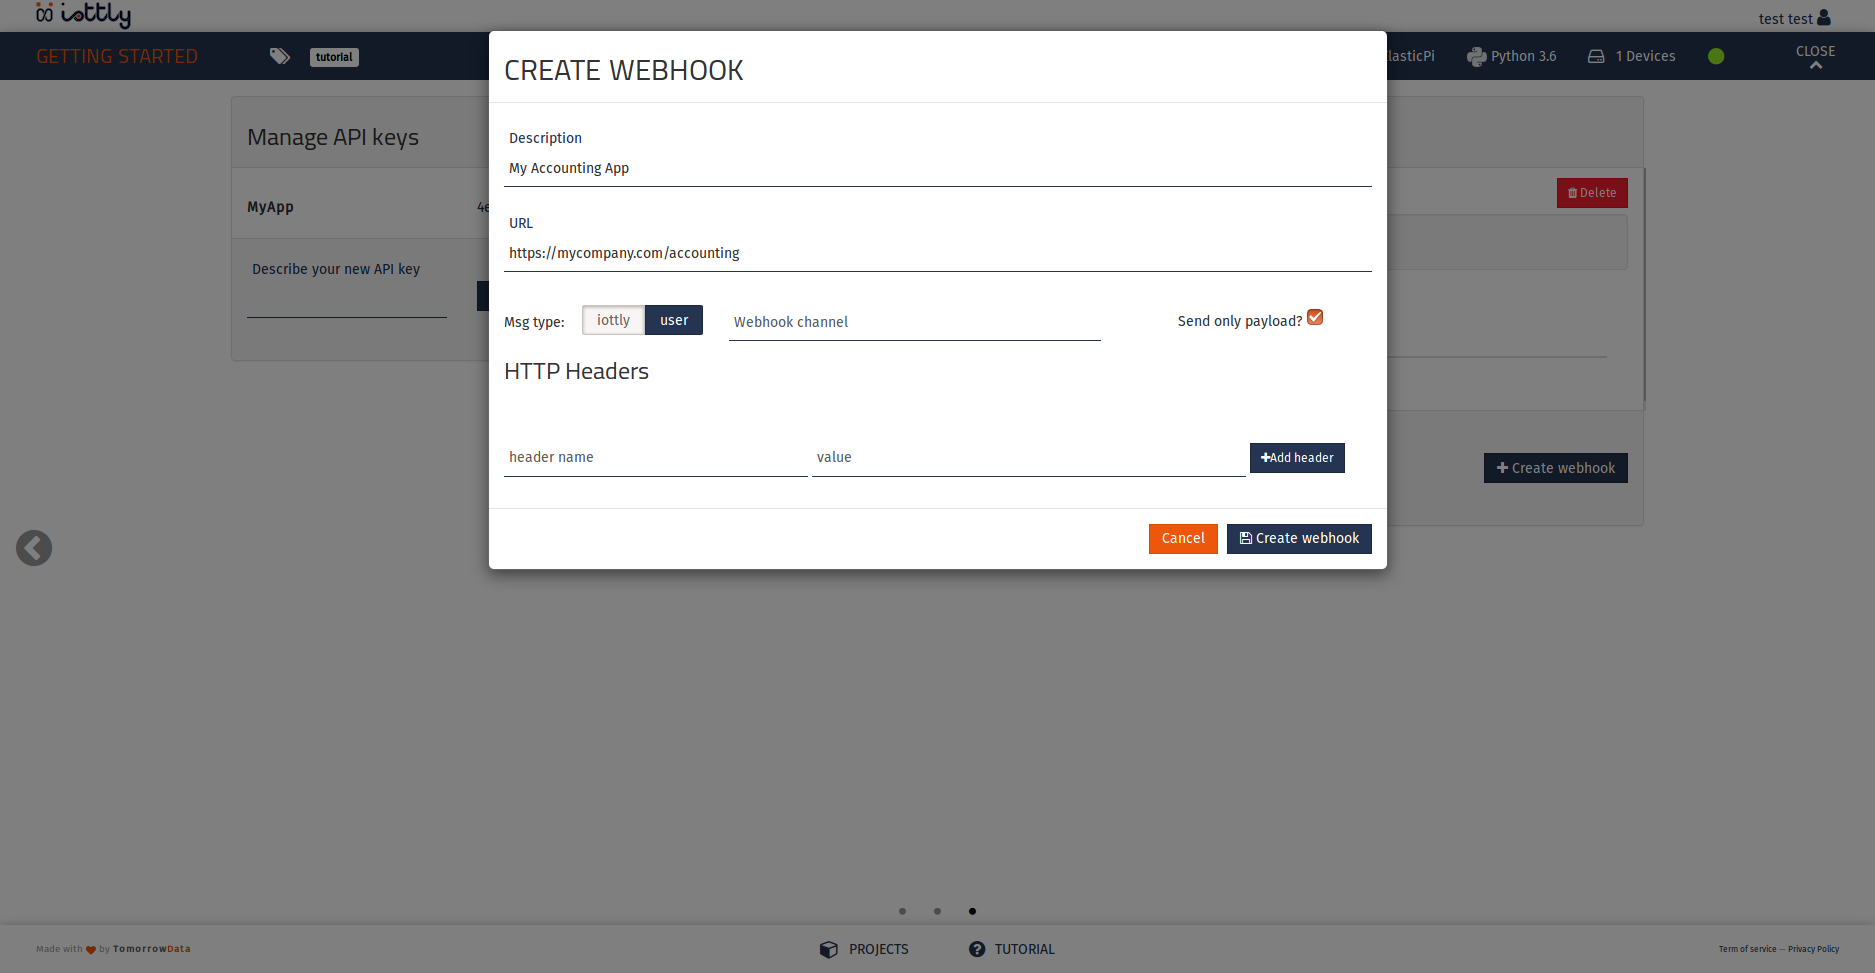 iottly
test test
GETTING STARTED
tutorial
Python 3.6
1 Devices
CLOSE
CREATE WEBHOOK
Description
My Accounting App
URL
https://mycompany.com/accounting
Msg type:
iottly
user
Webhook channel
Send only payload?
HTTP Headers
header name
value
Add header
Cancel
Create webhook
Manage API keys
MyApp
Describe your new API key
Delete
Create webhook
Made with by TomorrowData
PROJECTS
TUTORIAL
Term of service – Privacy Policy